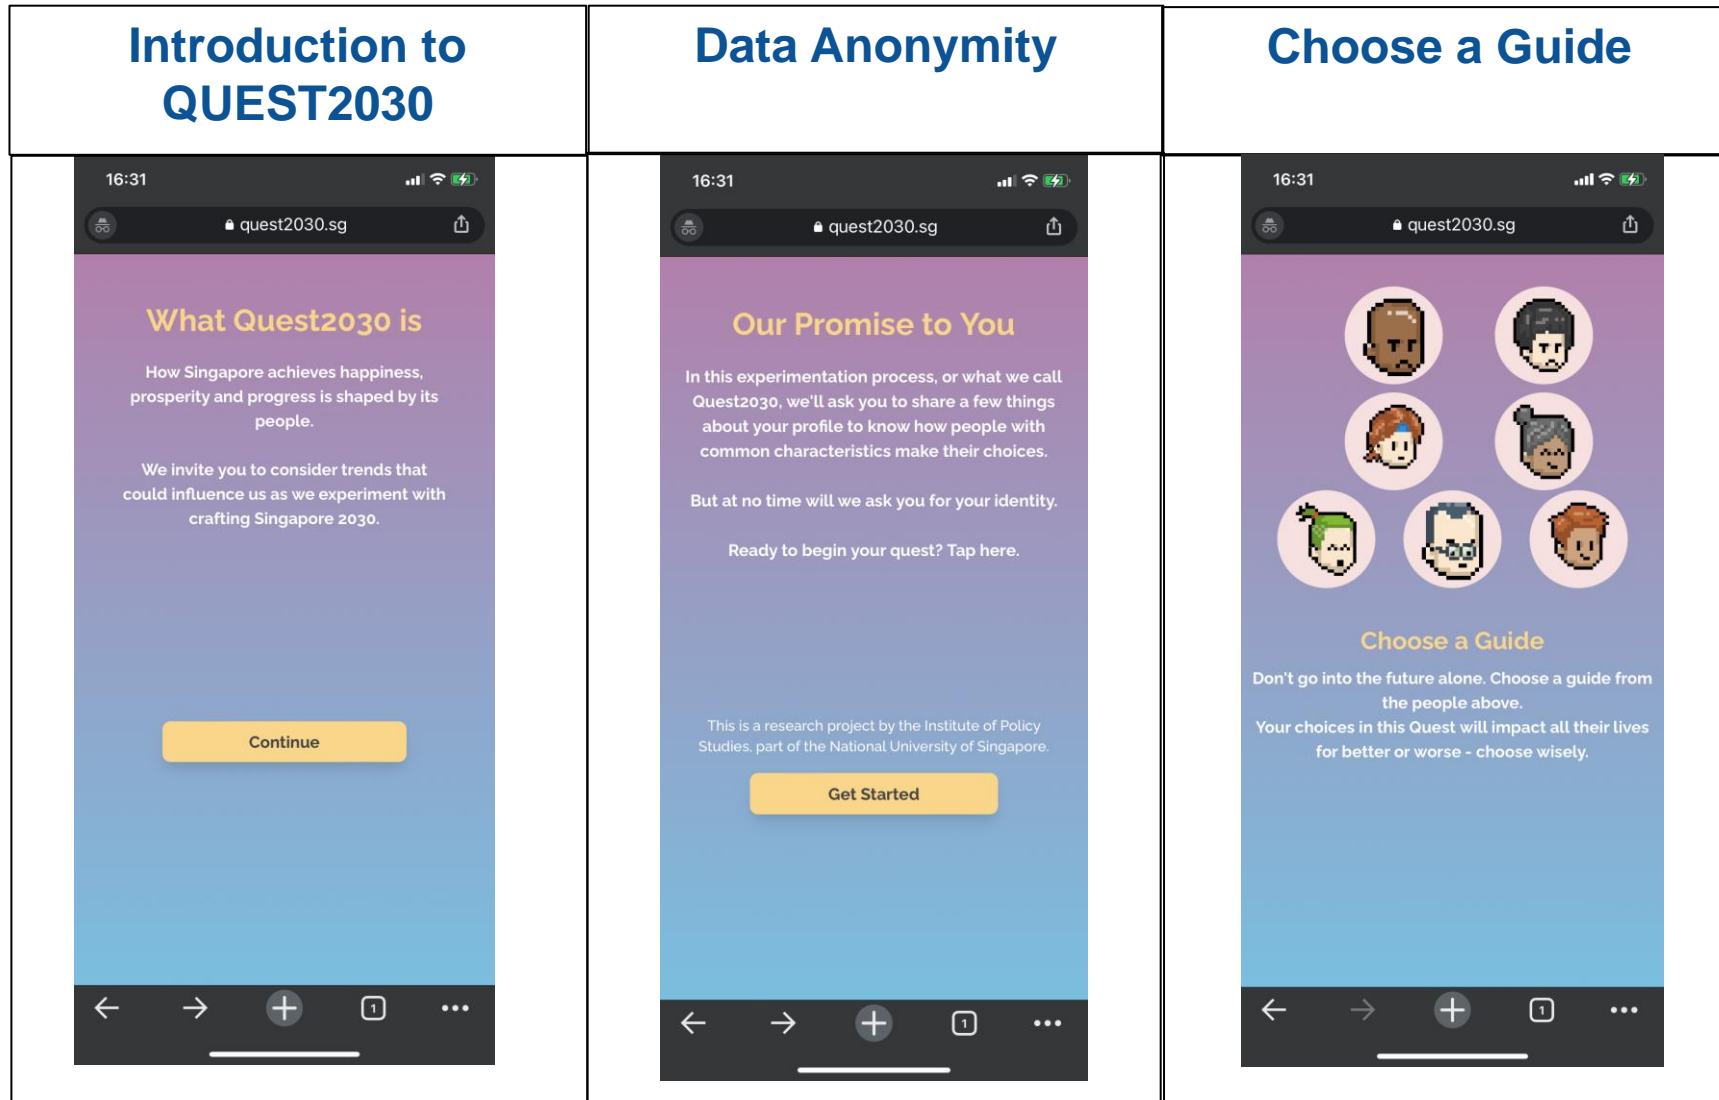 Introduction to
QUEST2030
Data Anonymity
Choose a Guide
16:31
quest2030.sg
What Quest2030 is
How Singapore achieves happiness,
prosperity and progress is shaped by its
people.
We invite you to consider trends that
could influence us as we experiment with
crafting Singapore 2030.
Continue
1
16:31
quest2030.sg
Our Promise to You
In this experimentation process, or what we call
Quest2030, we'll ask you to share a few things
about your profile to know how people with
common characteristics make their choices.
But at no time will we ask you for your identity.
Ready to begin your quest? Tap here.
This is a research project by the Institute of Policy
Studies, part of the National University of Singapore.
Get Started
1
16:31
quest2030.sg
Choose a Guide
Don't go into the future alone. Choose a guide from
the people above.
Your choices in this Quest will impact all their lives
for better or worse - choose wisely.
1